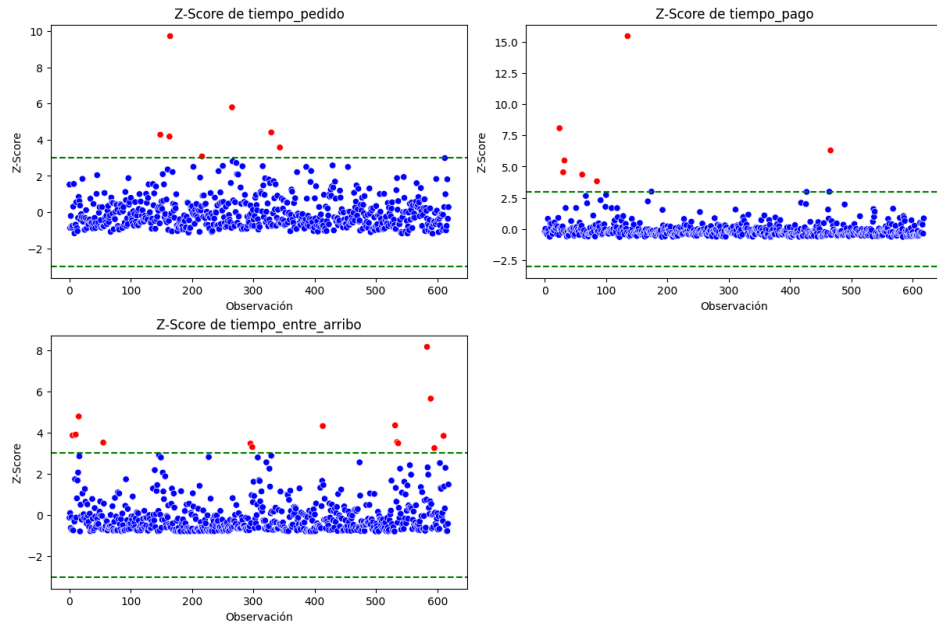 Z-Score de tiempo_pedido
10
8
6
4
2
0
−2
Z-Score
0 100 200 300 400 500 600
Observación
Z-Score de tiempo_pago
15.0
12.5
10.0
7.5
5.0
2.5
0.0
−2.5
Z-Score
0 100 200 300 400 500 600
Observación
Z-Score de tiempo_entre_arribo
8
6
4
2
0
−2
Z-Score
0 100 200 300 400 500 600
Observación